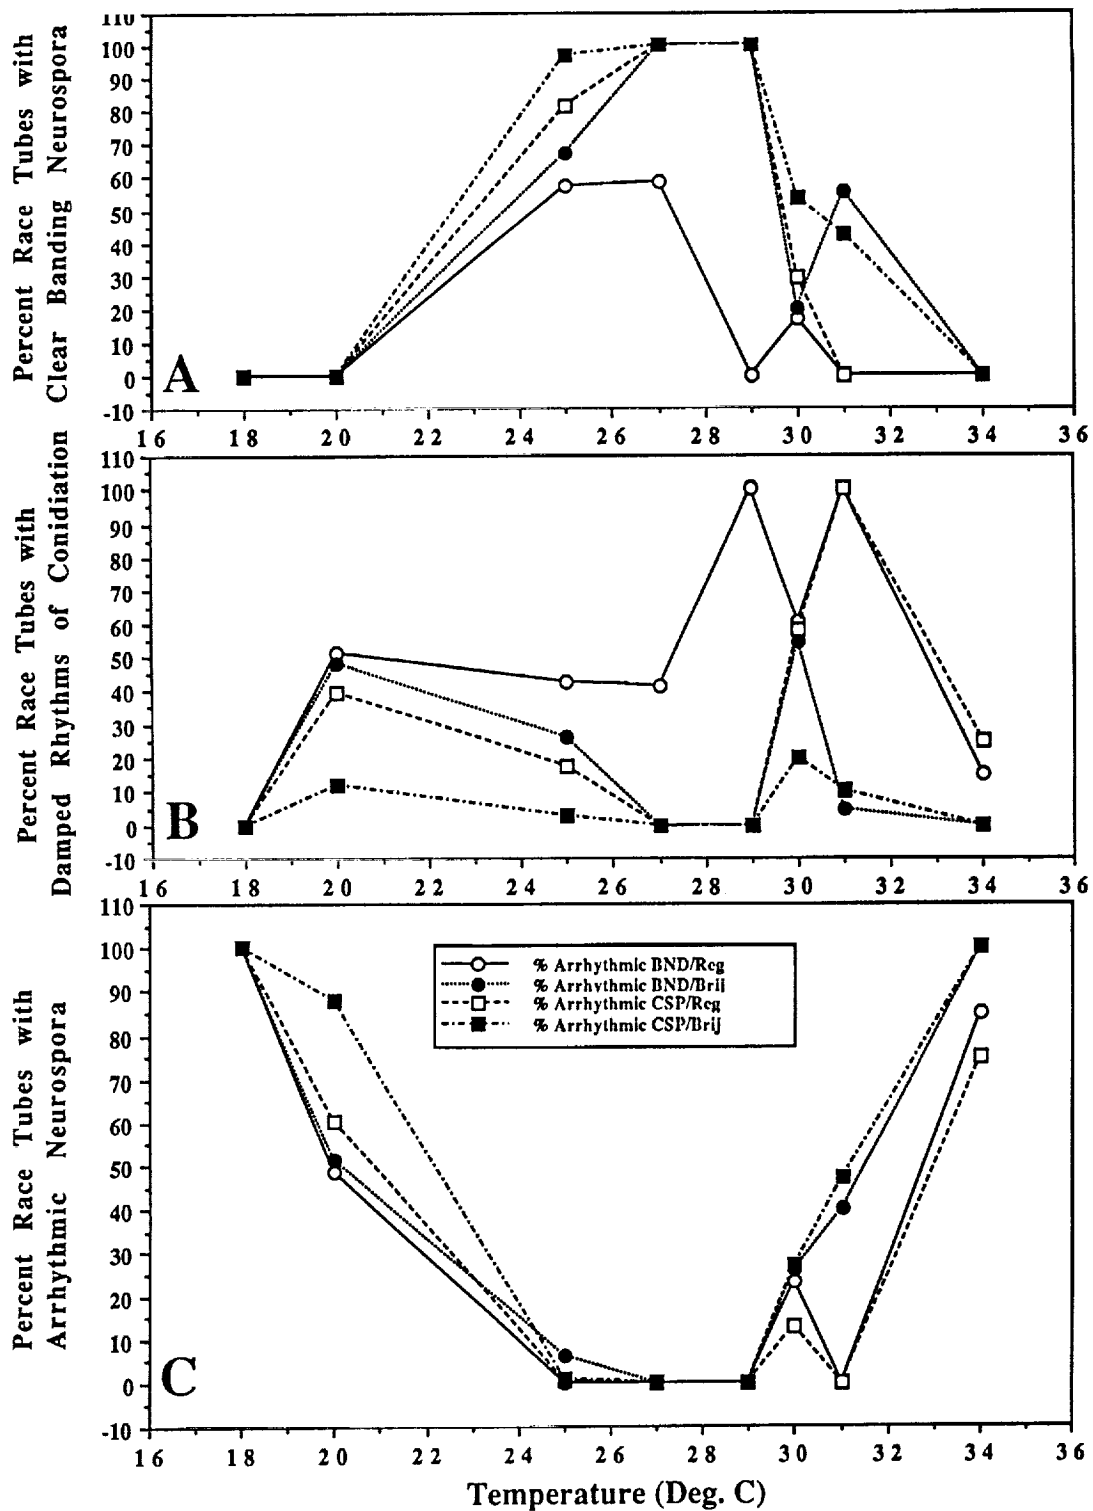 Percent Race Tubes with
Clear Banding Neurospora
110
100
90
80
70
60
50
40
30
20
10
0
-10
A
16 18 20 22 24 26 28 30 32 34 36
Percent Race Tubes with
Damped Rhythms of Conidiation
110
100
90
80
70
60
50
40
30
20
10
0
-10
B
16 18 20 22 24 26 28 30 32 34 36
Percent Race Tubes with
Arrhythmic Neurospora
110
100
90
80
70
60
50
40
30
20
10
0
-10
% Arrhythmic BND/Reg
% Arrhythmic BND/Brij
% Arrhythmic CSP/Reg
% Arrhythmic CSP/Brij
C
16 18 20 22 24 26 28 30 32 34 36
Temperature (Deg. C)